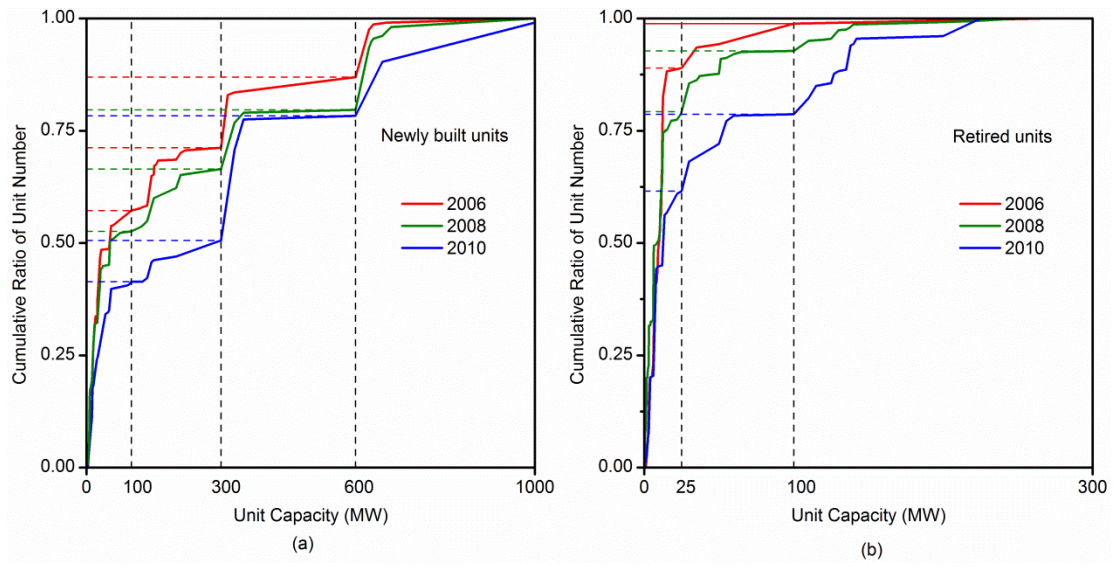 1.00
0.75
0.50
0.25
0.00
Cumulative Ratio of Unit Number
Newly built units
2006
2008
2010
0 100 300 600 1000
Unit Capacity (MW)
(a)
1.00
0.75
0.50
0.25
0.00
Cumulative Ratio of Unit Number
Retired units
2006
2008
2010
0 25 100 300
Unit Capacity (MW)
(b)